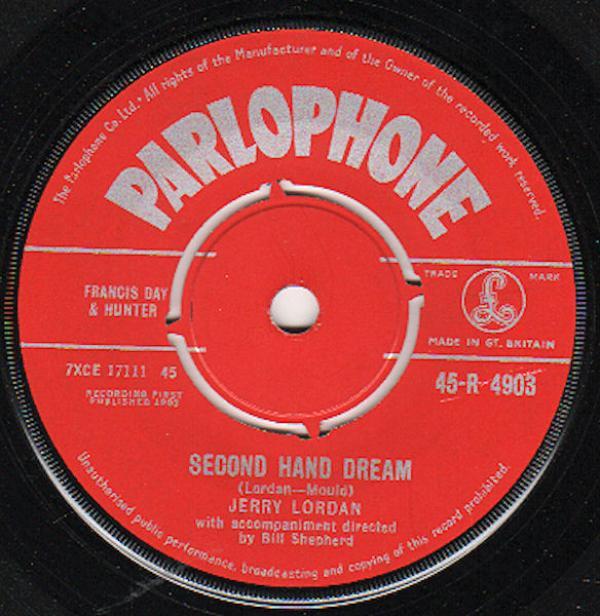 The Parlophone Co. Ltd. · All rights of the Manufacturer and of the Owner of the recorded work reserved.
PARLOPHONE
FRANCIS DAY
& HUNTER
TRADE MARK
£
MADE IN GT. BRITAIN
7XCE 17111 45
45-R-4903
RECORDING FIRST
PUBLISHED
SECOND HAND DREAM
(Lordan—Mould)
JERRY LORDAN
with accompaniment directed
by Bill Shepherd
Unauthorised public performance, broadcasting and copying of this record prohibited.